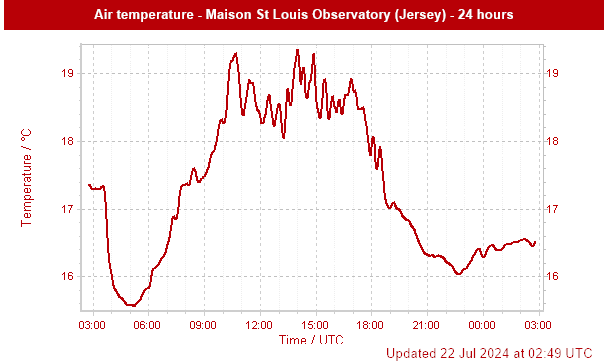 Air temperature - Maison St Louis Observatory (Jersey) - 24 hours
Temperature / °C
19 19
18 18
17 17
16 16
03:00 06:00 09:00 12:00 15:00 18:00 21:00 00:00 03:00
Time / UTC
Updated 22 Jul 2024 at 02:49 UTC